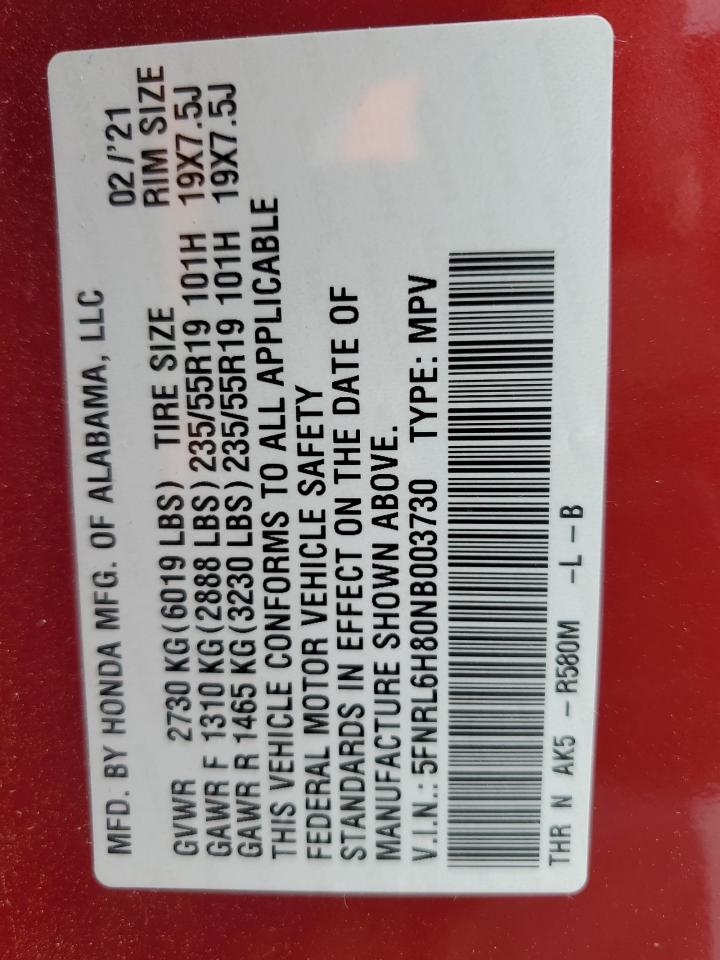 MFD. BY HONDA MFG. OF ALABAMA, LLC 02/'21
GVWR 2730 KG(6019 LBS) TIRE SIZE RIM SIZE
GAWR F 1310 KG(2888 LBS) 235/55R19 101H 19X7.5J
GAWR R 1465 KG(3230 LBS) 235/55R19 101H 19X7.5J
THIS VEHICLE CONFORMS TO ALL APPLICABLE
FEDERAL MOTOR VEHICLE SAFETY
STANDARDS IN EFFECT ON THE DATE OF
MANUFACTURE SHOWN ABOVE.
V.I.N.: 5FNRL6H80NB003730 TYPE: MPV
THR N AK5 -R580M -L-B